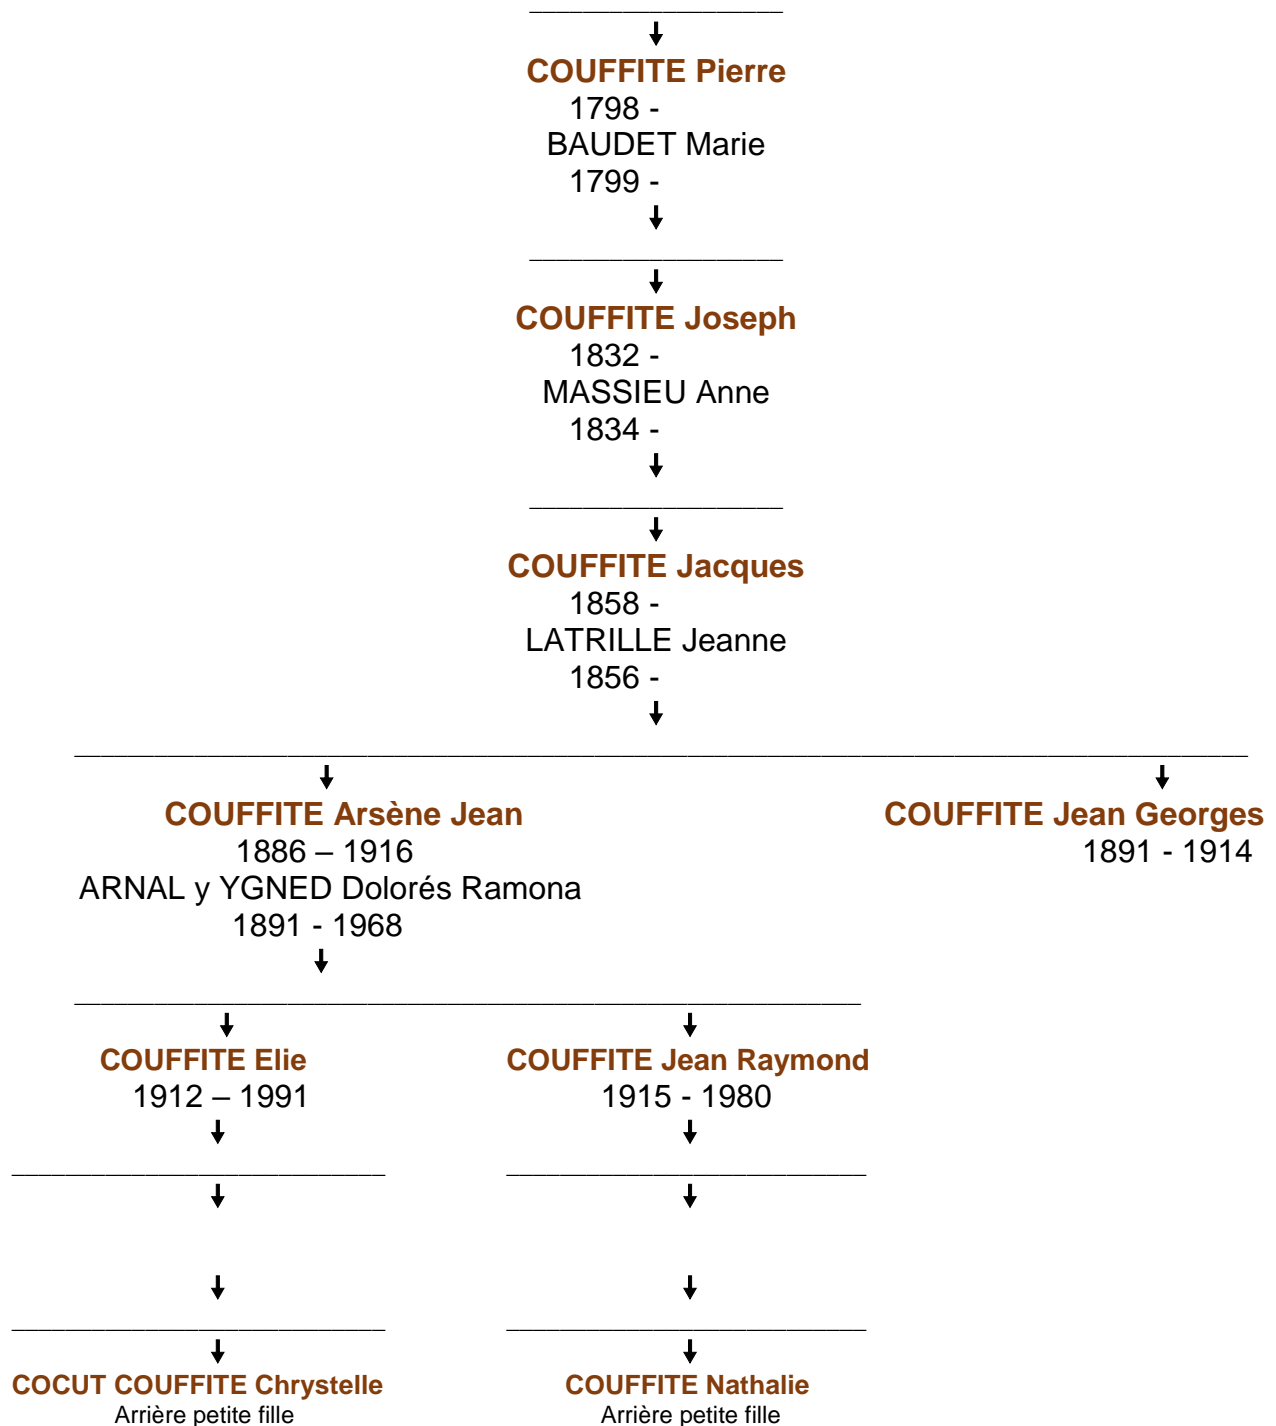 COUFFITE Pierre
1798 -
BAUDET Marie
1799 -
COUFFITE Joseph
1832 -
MASSIEU Anne
1834 -
COUFFITE Jacques
1858 -
LATRILLE Jeanne
1856 -
COUFFITE Arsène Jean COUFFITE Jean Georges
1886 – 1916 1891 - 1914
ARNAL y YGNED Dolorés Ramona
1891 - 1968
COUFFITE Elie COUFFITE Jean Raymond
1912 – 1991 1915 - 1980
COCUT COUFFITE Chrystelle COUFFITE Nathalie
Arrière petite fille Arrière petite fille